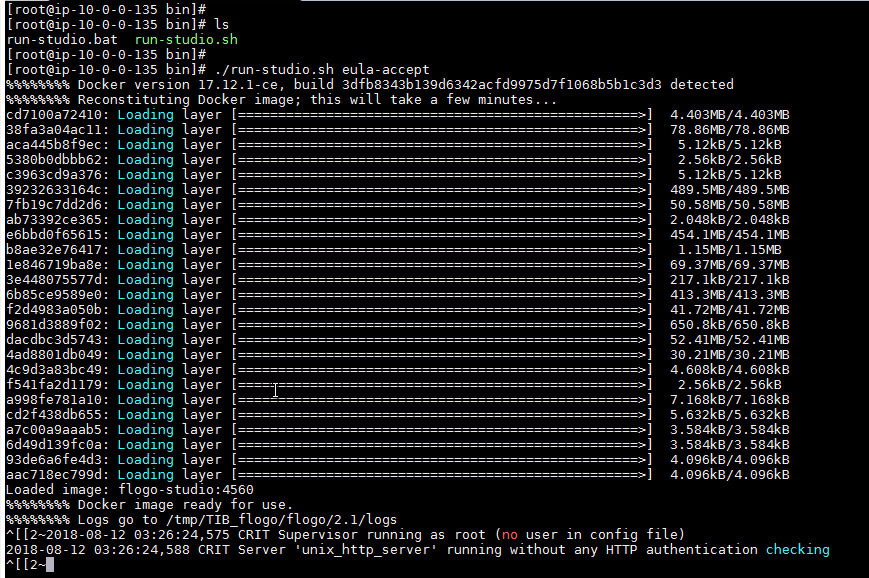 [root@ip-10-0-0-135 bin]#
[root@ip-10-0-0-135 bin]# ls
run-studio.bat  run-studio.sh
[root@ip-10-0-0-135 bin]#
[root@ip-10-0-0-135 bin]# ./run-studio.sh eula-accept
%%%%%%%% Docker version 17.12.1-ce, build 3dfb8343b139d6342acfd9975d7f1068b5b1c3d3 detected
%%%%%%%% Reconstituting Docker image; this will take a few minutes...
cd7100a72410: Loading layer [==================================================>]  4.403MB/4.403MB
38fa3a04ac11: Loading layer [==================================================>]  78.86MB/78.86MB
aca445b8f9ec: Loading layer [==================================================>]   5.12kB/5.12kB
5380b0dbbb62: Loading layer [==================================================>]   2.56kB/2.56kB
c3963cd9a376: Loading layer [==================================================>]   5.12kB/5.12kB
39232633164c: Loading layer [==================================================>]  489.5MB/489.5MB
7fb19c7dd2d6: Loading layer [==================================================>]  50.58MB/50.58MB
ab73392ce365: Loading layer [==================================================>]  2.048kB/2.048kB
e6bbd0f65615: Loading layer [==================================================>]  454.1MB/454.1MB
b8ae32e76417: Loading layer [==================================================>]   1.15MB/1.15MB
1e846719ba8e: Loading layer [==================================================>]  69.37MB/69.37MB
3e448075577d: Loading layer [==================================================>]  217.1kB/217.1kB
6b85ce9589e0: Loading layer [==================================================>]  413.3MB/413.3MB
f2d4983a050b: Loading layer [==================================================>]  41.72MB/41.72MB
9681d3889f02: Loading layer [==================================================>]  650.8kB/650.8kB
dacdbc3d5743: Loading layer [==================================================>]  52.41MB/52.41MB
4ad8801db049: Loading layer [==================================================>]  30.21MB/30.21MB
4c9d3a83bc49: Loading layer [==================================================>]  4.608kB/4.608kB
f541fa2d1179: Loading layer [==================================================>]   2.56kB/2.56kB
a998fe781a10: Loading layer [==================================================>]  7.168kB/7.168kB
cd2f438db655: Loading layer [==================================================>]  5.632kB/5.632kB
a7c00a9aaab5: Loading layer [==================================================>]  3.584kB/3.584kB
6d49d139fc0a: Loading layer [==================================================>]  3.584kB/3.584kB
93de6a6fe4d3: Loading layer [==================================================>]  4.096kB/4.096kB
aac718ec799d: Loading layer [==================================================>]  4.096kB/4.096kB
Loaded image: flogo-studio:4560
%%%%%%%% Docker image ready for use.
%%%%%%%% Logs go to /tmp/TIB_flogo/flogo/2.1/logs
^[[2~2018-08-12 03:26:24,575 CRIT Supervisor running as root (no user in config file)
2018-08-12 03:26:24,588 CRIT Server 'unix_http_server' running without any HTTP authentication checking
^[[2~